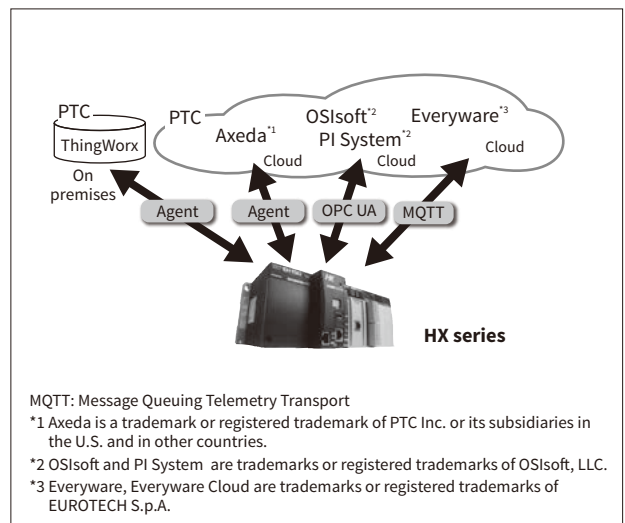 PTC
ThingWorx
On
premises
PTC
Axeda*1
Cloud
OSIsoft*2
PI System*2
Cloud
Everyware*3
Cloud
Agent
Agent
OPC UA
MQTT
HX series
MQTT: Message Queuing Telemetry Transport
*1 Axeda is a trademark or registered trademark of PTC Inc. or its subsidiaries in
the U.S. and in other countries.
*2 OSIsoft and PI System are trademarks or registered trademarks of OSIsoft, LLC.
*3 Everyware, Everyware Cloud are trademarks or registered trademarks of
EUROTECH S.p.A.